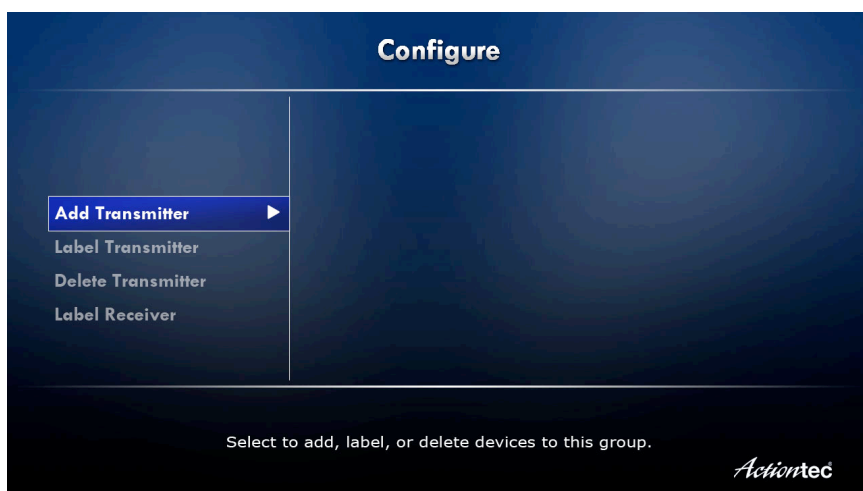 Configure
Add Transmitter
Label Transmitter
Delete Transmitter
Label Receiver
Select to add, label, or delete devices to this group.
Actiontec